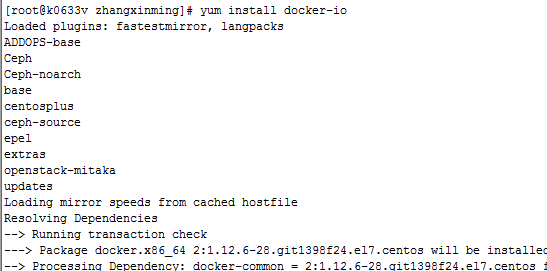 [root@k0633v zhangxinming]# yum install docker-io
Loaded plugins: fastestmirror, langpacks
ADDOPS-base
Ceph
Ceph-noarch
base
centosplus
ceph-source
epel
extras
openstack-mitaka
updates
Loading mirror speeds from cached hostfile
Resolving Dependencies
--> Running transaction check
---> Package docker.x86_64 2:1.12.6-28.git1398f24.el7.centos will be installed
--> Processing Dependency: docker-common = 2:1.12.6-28.git1398f24.el7.centos f